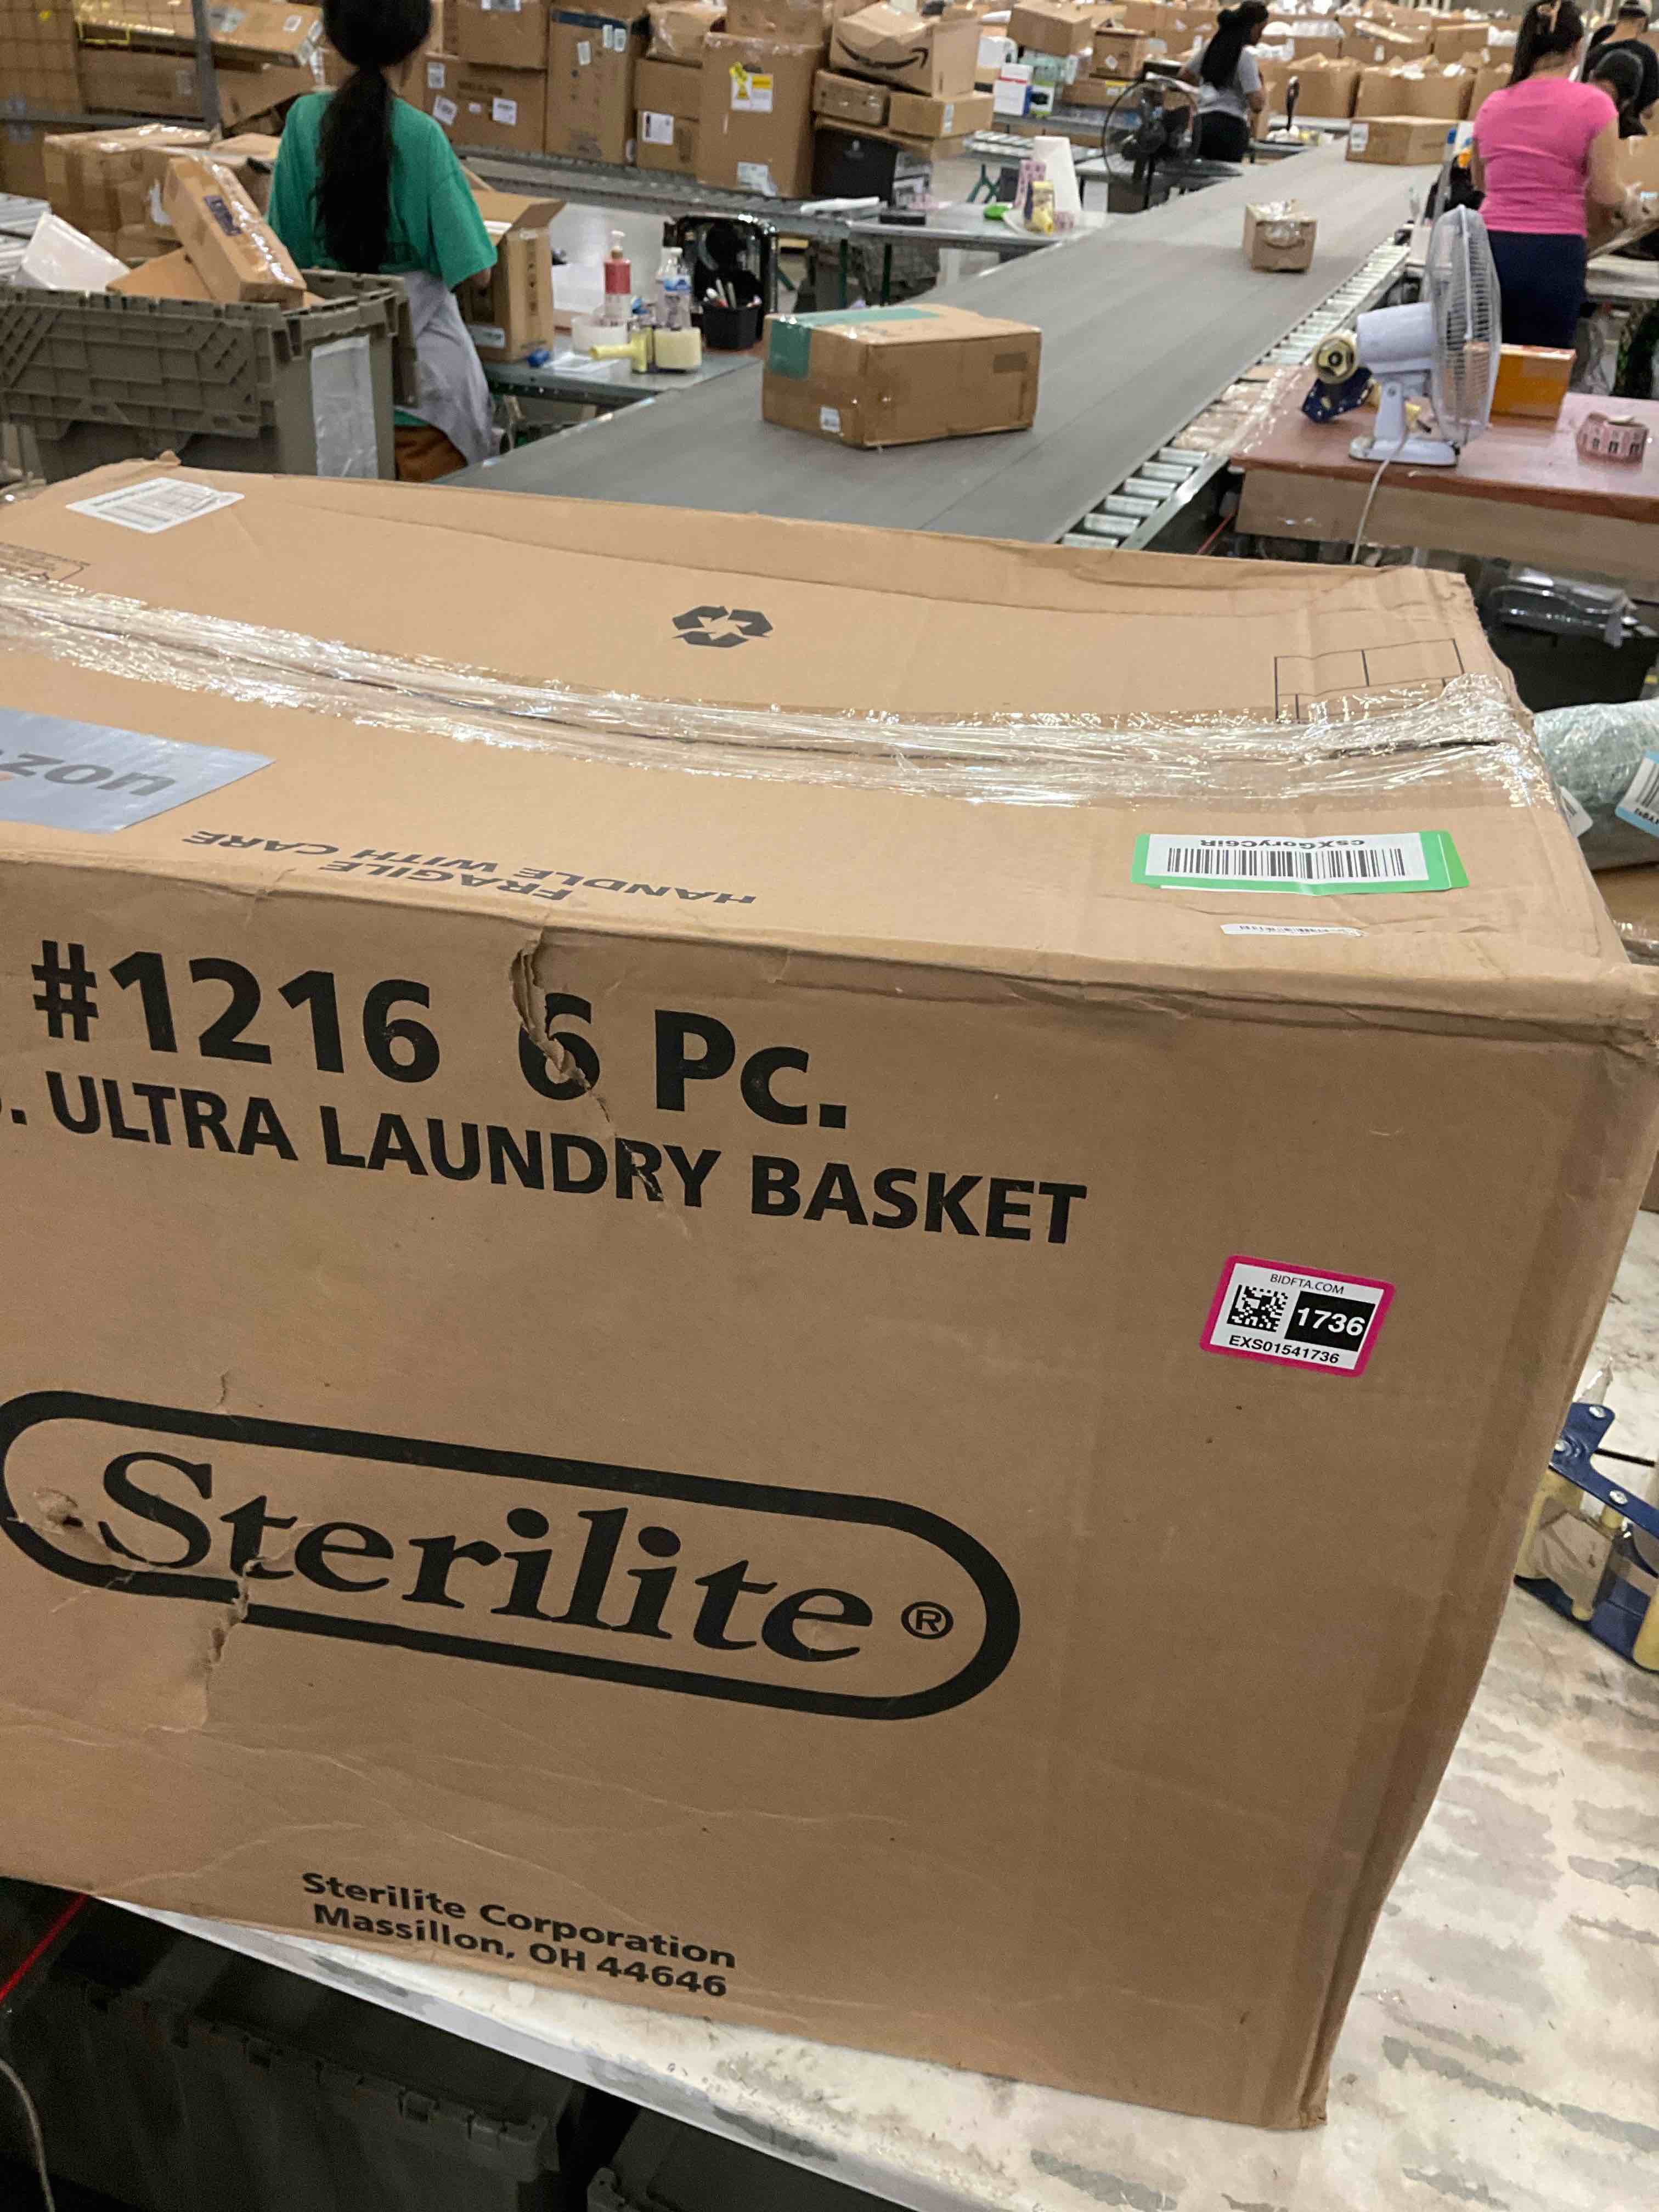 csXGoryC6iR
FRAGILE
HANDLE WITH CARE
#1216 6 Pc.
. ULTRA LAUNDRY BASKET
BIDFTA.COM
1736
EXS01541736
Sterilite®
Sterilite Corporation
Massillon, OH 44646